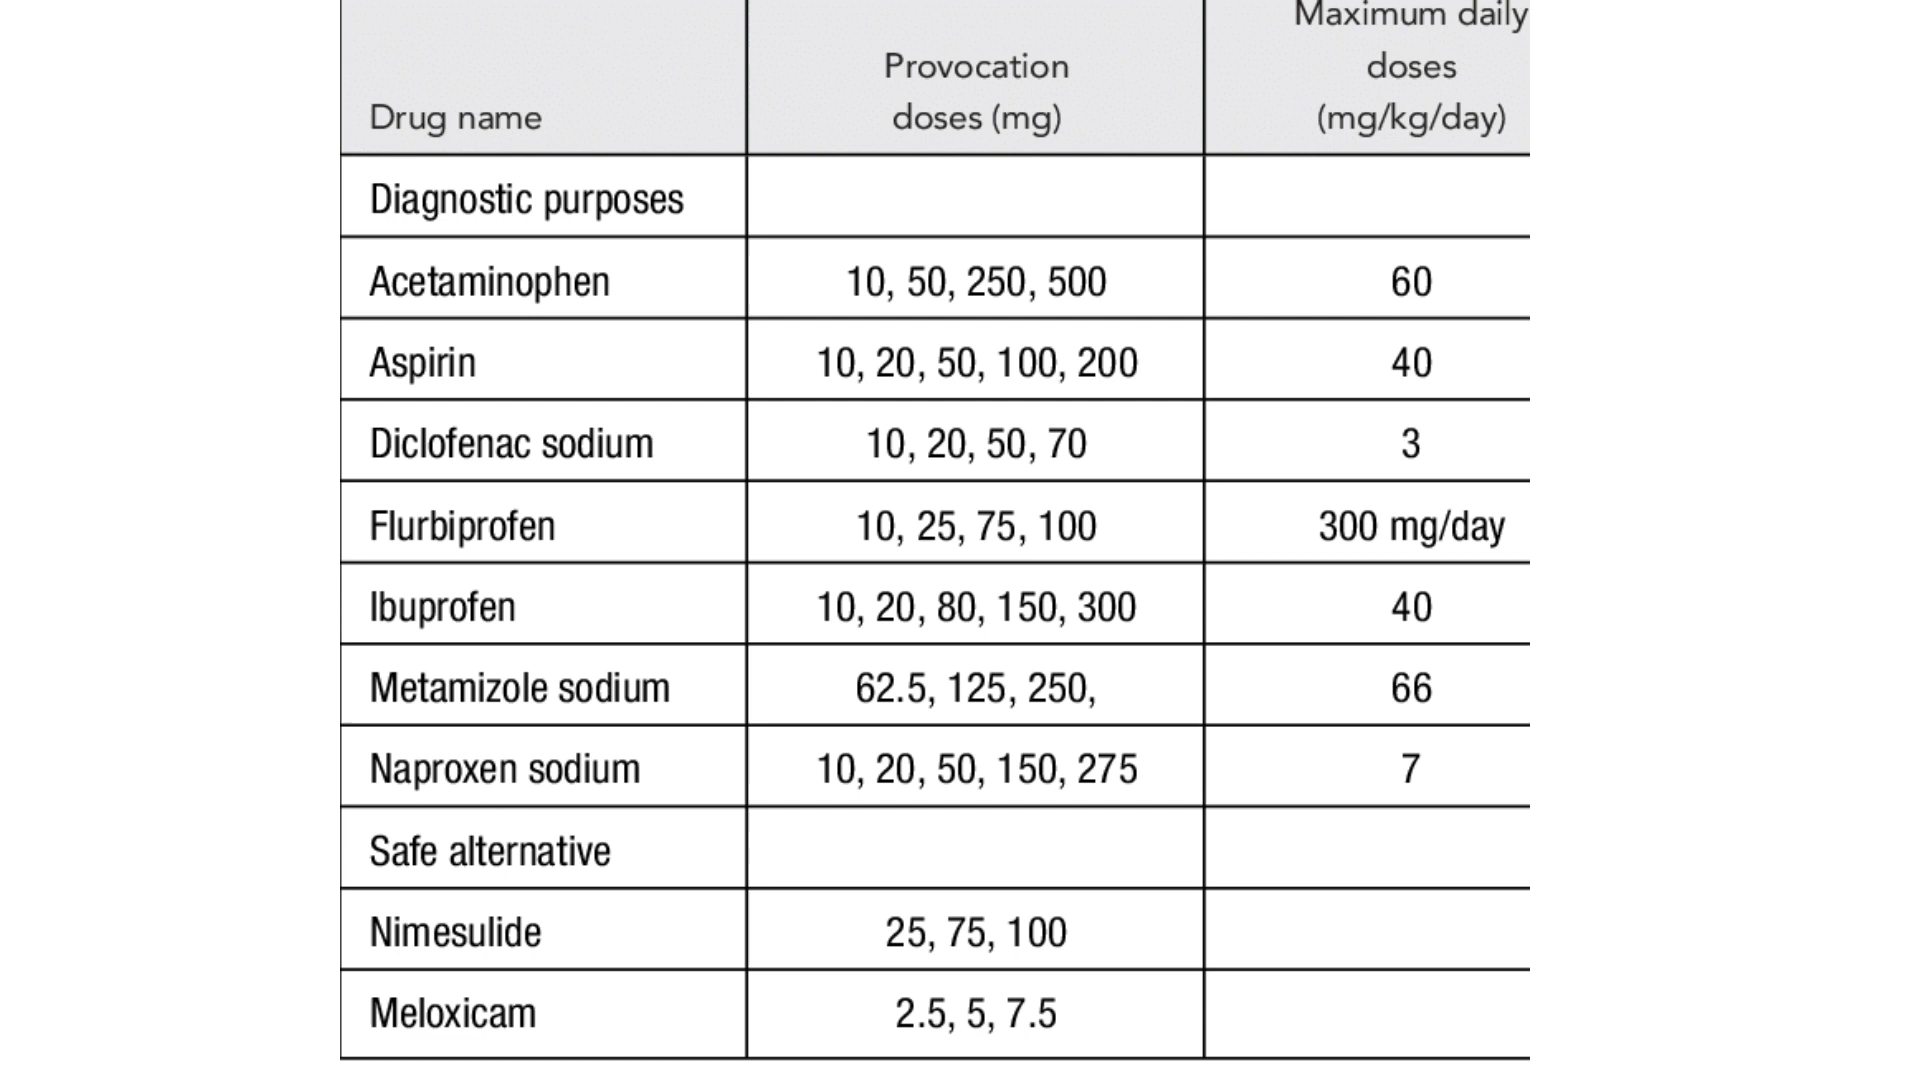 Drug name
Provocation
doses (mg)
Maximum daily
doses
(mg/kg/day)
Diagnostic purposes
Acetaminophen 10, 50, 250, 500 60
Aspirin 10, 20, 50, 100, 200 40
Diclofenac sodium 10, 20, 50, 70 3
Flurbiprofen 10, 25, 75, 100 300 mg/day
Ibuprofen 10, 20, 80, 150, 300 40
Metamizole sodium 62.5, 125, 250, 66
Naproxen sodium 10, 20, 50, 150, 275 7
Safe alternative
Nimesulide 25, 75, 100
Meloxicam 2.5, 5, 7.5